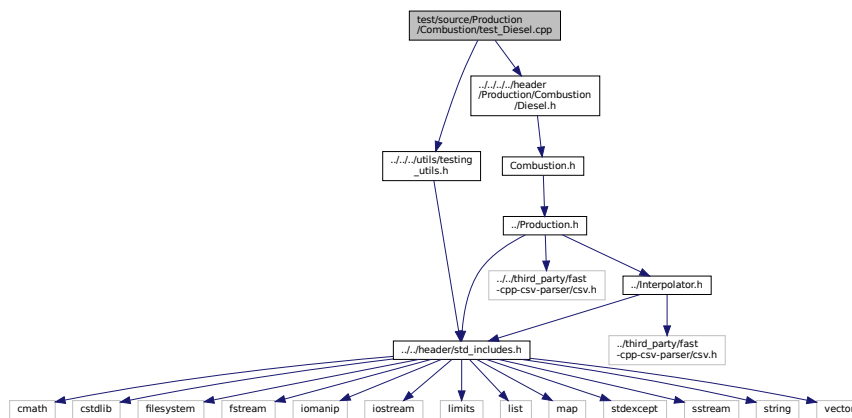 test/source/Production
/Combustion/test_Diesel.cpp
../../../../header
/Production/Combustion
/Diesel.h
../../../utils/testing
_utils.h
Combustion.h
../Production.h
../../third_party/fast
-cpp-csv-parser/csv.h
../Interpolator.h
../third_party/fast
-cpp-csv-parser/csv.h
../../header/std_includes.h
cmath
cstdlib
filesystem
fstream
iomanip
iostream
limits
list
map
stdexcept
sstream
string
vector